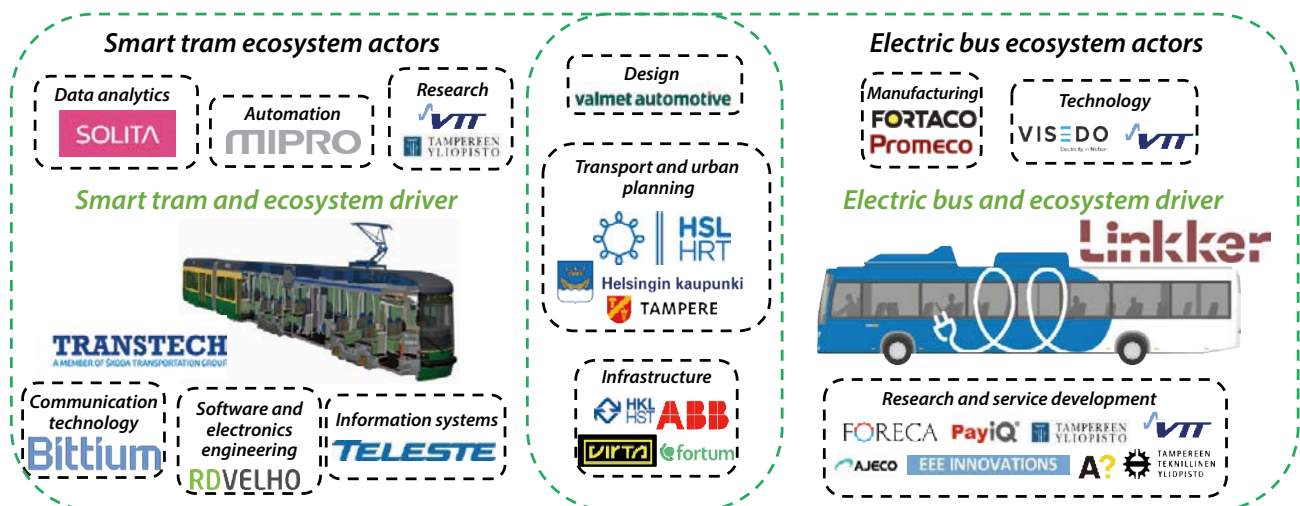 Smart tram ecosystem actors
Data analytics
SOLITA
Automation
MIPRO
Research
VTT
TAMPEREEN
YLIOPISTO
Smart tram and ecosystem driver
TRANSTECH
A MEMBER OF ŠKODA TRANSPORTATION GROUP
Communication
technology
Bittium
Software and
electronics
engineering
RDVELHO
Information systems
TELESTE
Design
valmet automotive
Transport and urban
planning
HSL
HRT
Helsingin kaupunki
TAMPERE
Infrastructure
HKL
HST
ABB
VIRTA
fortum
Electric bus ecosystem actors
Manufacturing
FORTACO
Promeco
Technology
VISEDO
Electricity in Motion
VTT
Electric bus and ecosystem driver
Linkker
Research and service development
FORECA
PayiQ
TAMPEREEN
YLIOPISTO
VTT
AJECO
EEE INNOVATIONS
A?
TAMPEREEN
TEKNILLINEN
YLIOPISTO